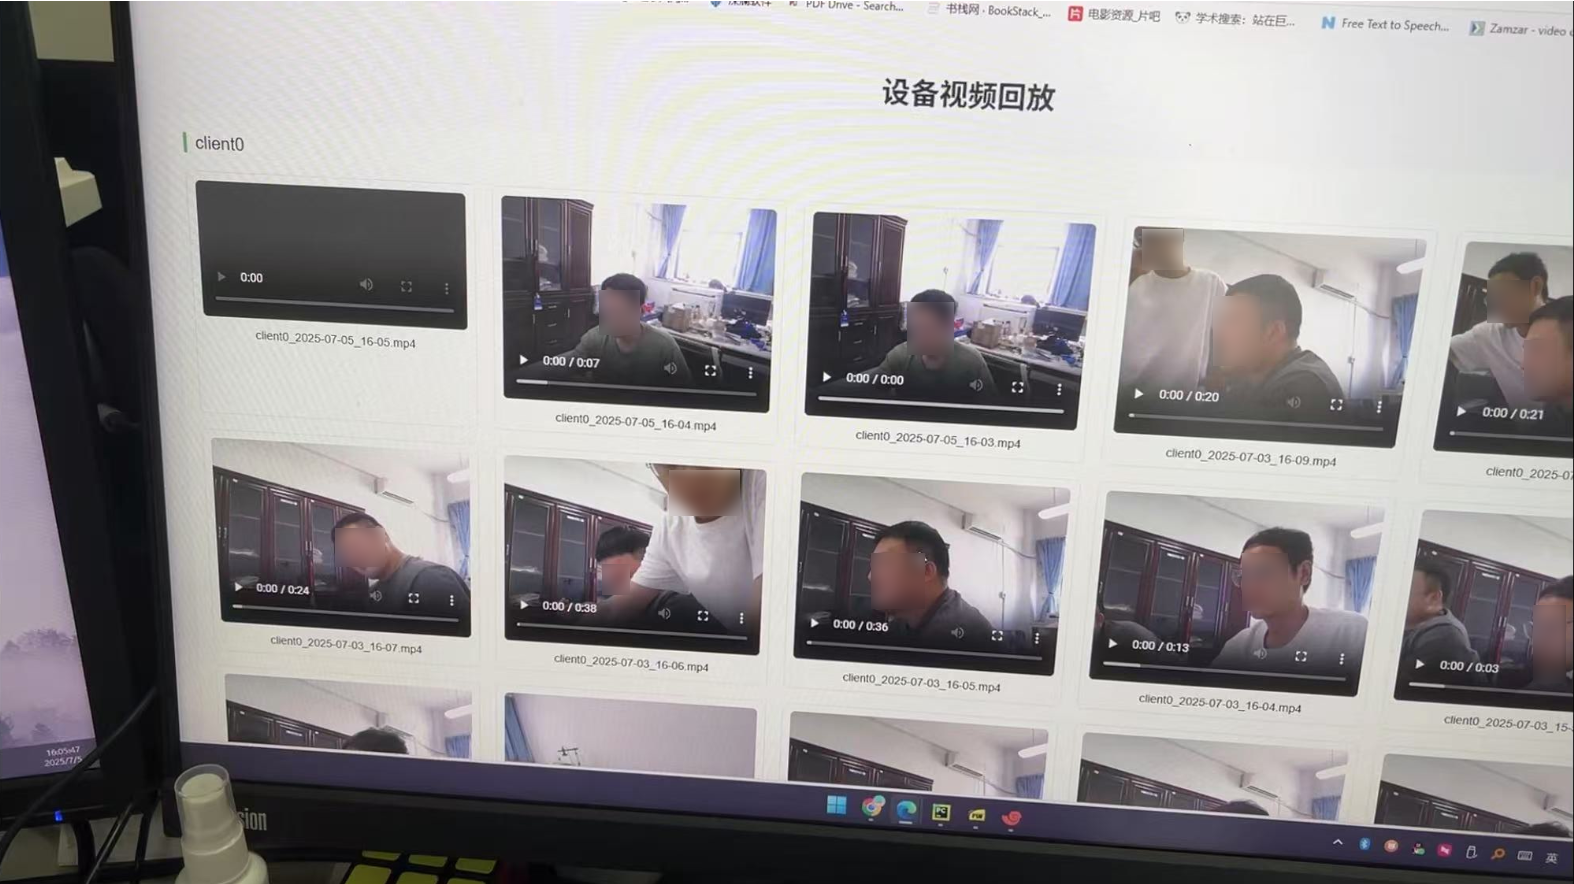 PDF Drive - Search...
书栈网 · BookStack_...
电影资源_片吧
学术搜索: 站在巨...
Free Text to Speech...
Zamzar - video
设备视频回放
client0
0:00
client0_2025-07-05_16-05.mp4
0:00 / 0:07
client0_2025-07-05_16-04.mp4
0:00 / 0:00
client0_2025-07-05_16-03.mp4
0:00 / 0:20
client0_2025-07-03_16-09.mp4
0:00 / 0:21
client0_2025-0
0:00 / 0:24
client0_2025-07-03_16-07.mp4
0:00 / 0:38
client0_2025-07-03_16-06.mp4
0:00 / 0:36
client0_2025-07-03_16-05.mp4
0:00 / 0:13
client0_2025-07-03_16-04.mp4
0:00 / 0:03
client0_2025-07-03_15-
16:05:47
2025/7/5
sion
英